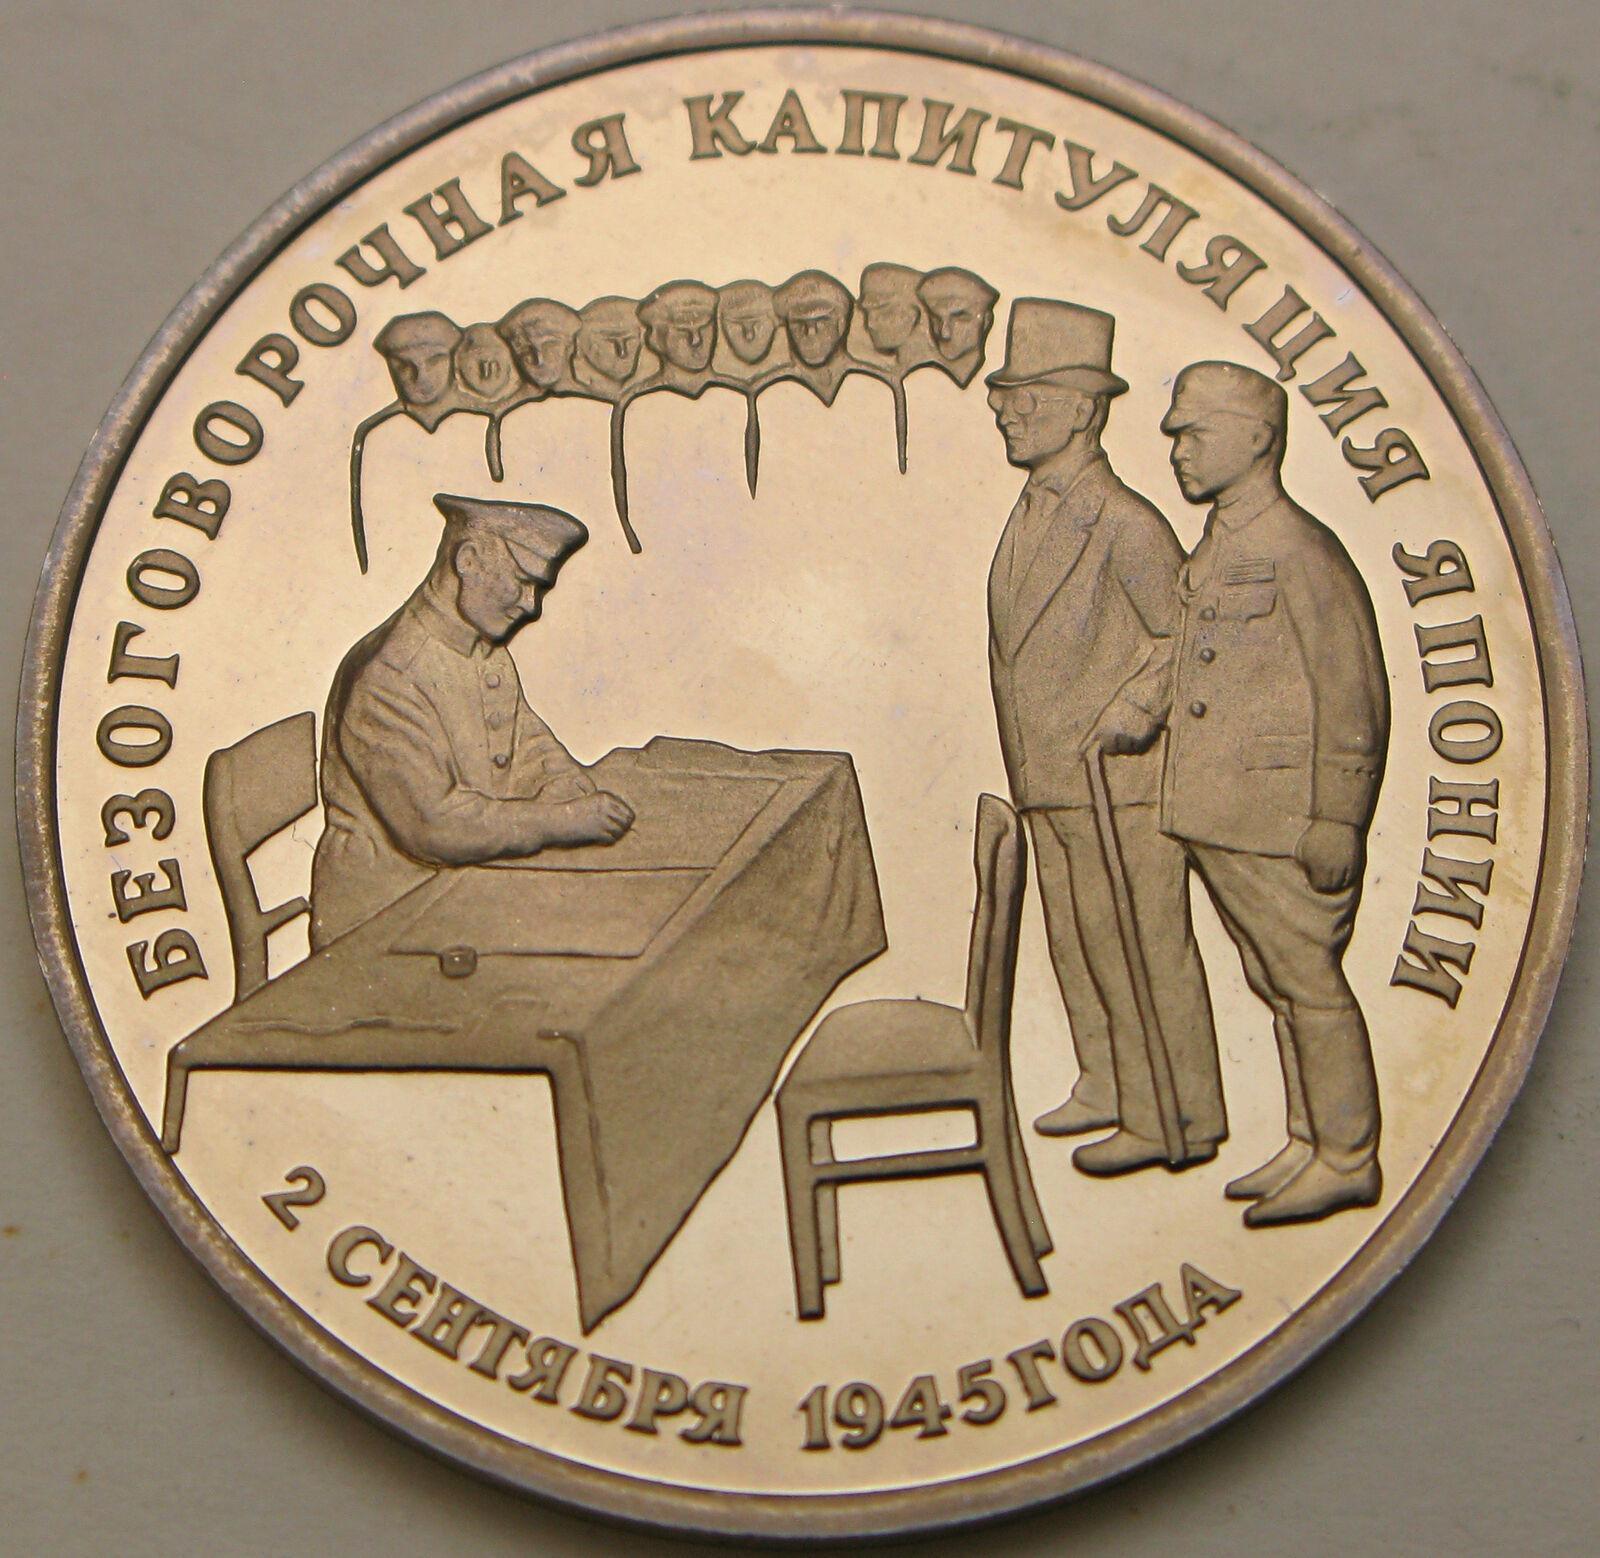 БЕЗОГОВОРОЧНАЯ КАПИТУЛЯЦИЯ ЯПОНИИ
2 СЕНТЯБРЯ 1945 ГОДА